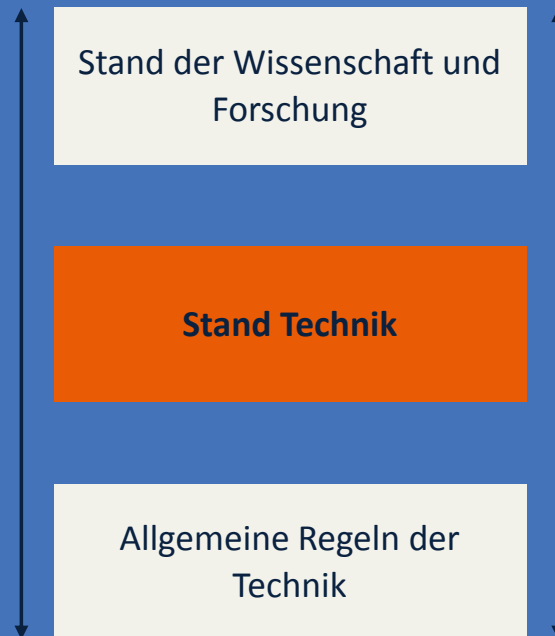 Stand der Wissenschaft und
Forschung
Stand Technik
Allgemeine Regeln der
Technik